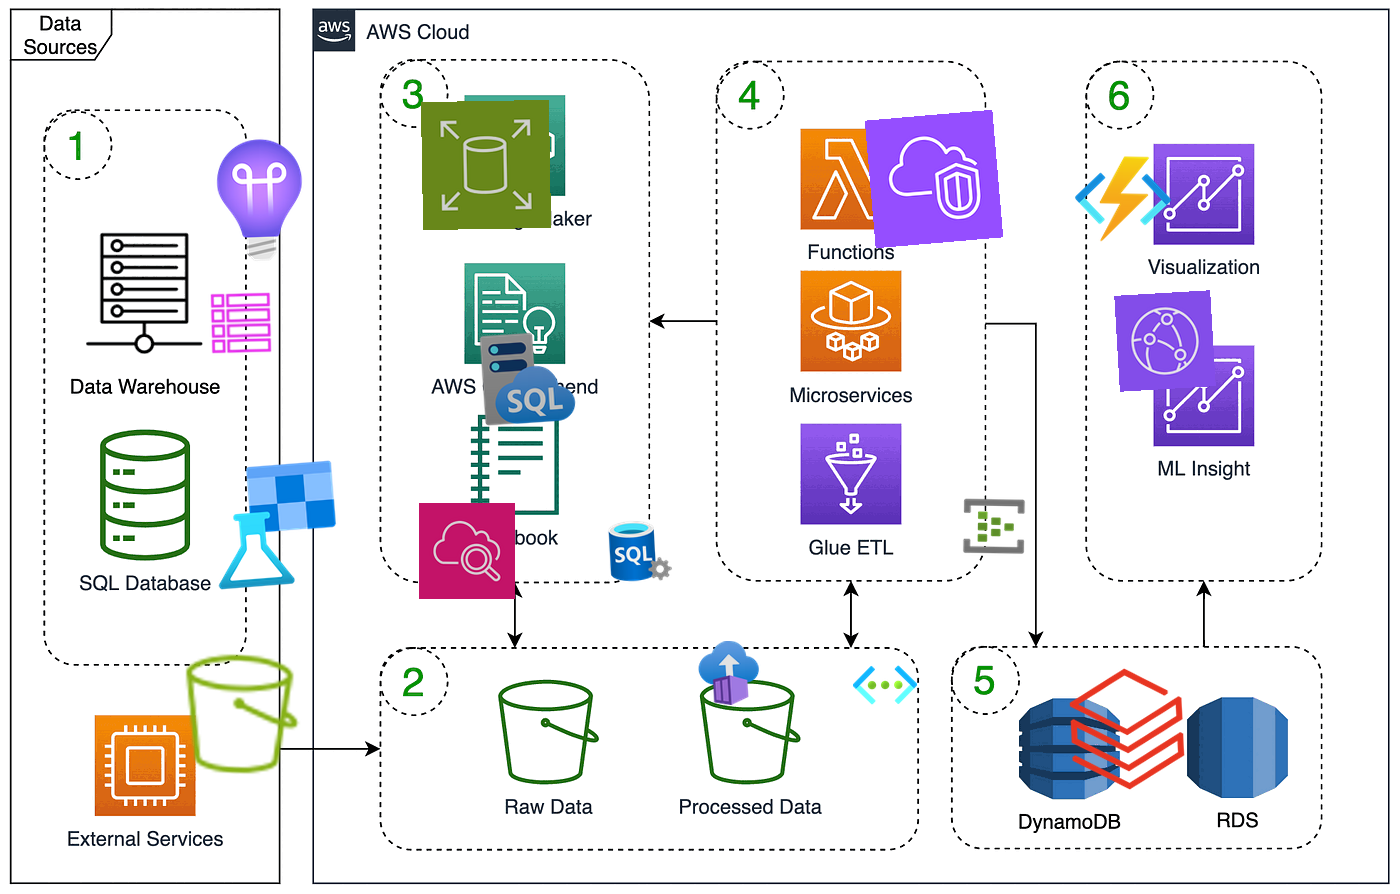 Data
Sources
aws
AWS Cloud
1
Data Warehouse
SQL Database
External Services
3
aker
AWS
end
SQL
book
SQL
4
Functions
Microservices
Glue ETL
6
Visualization
ML Insight
2
Raw Data
Processed Data
5
DynamoDB
RDS